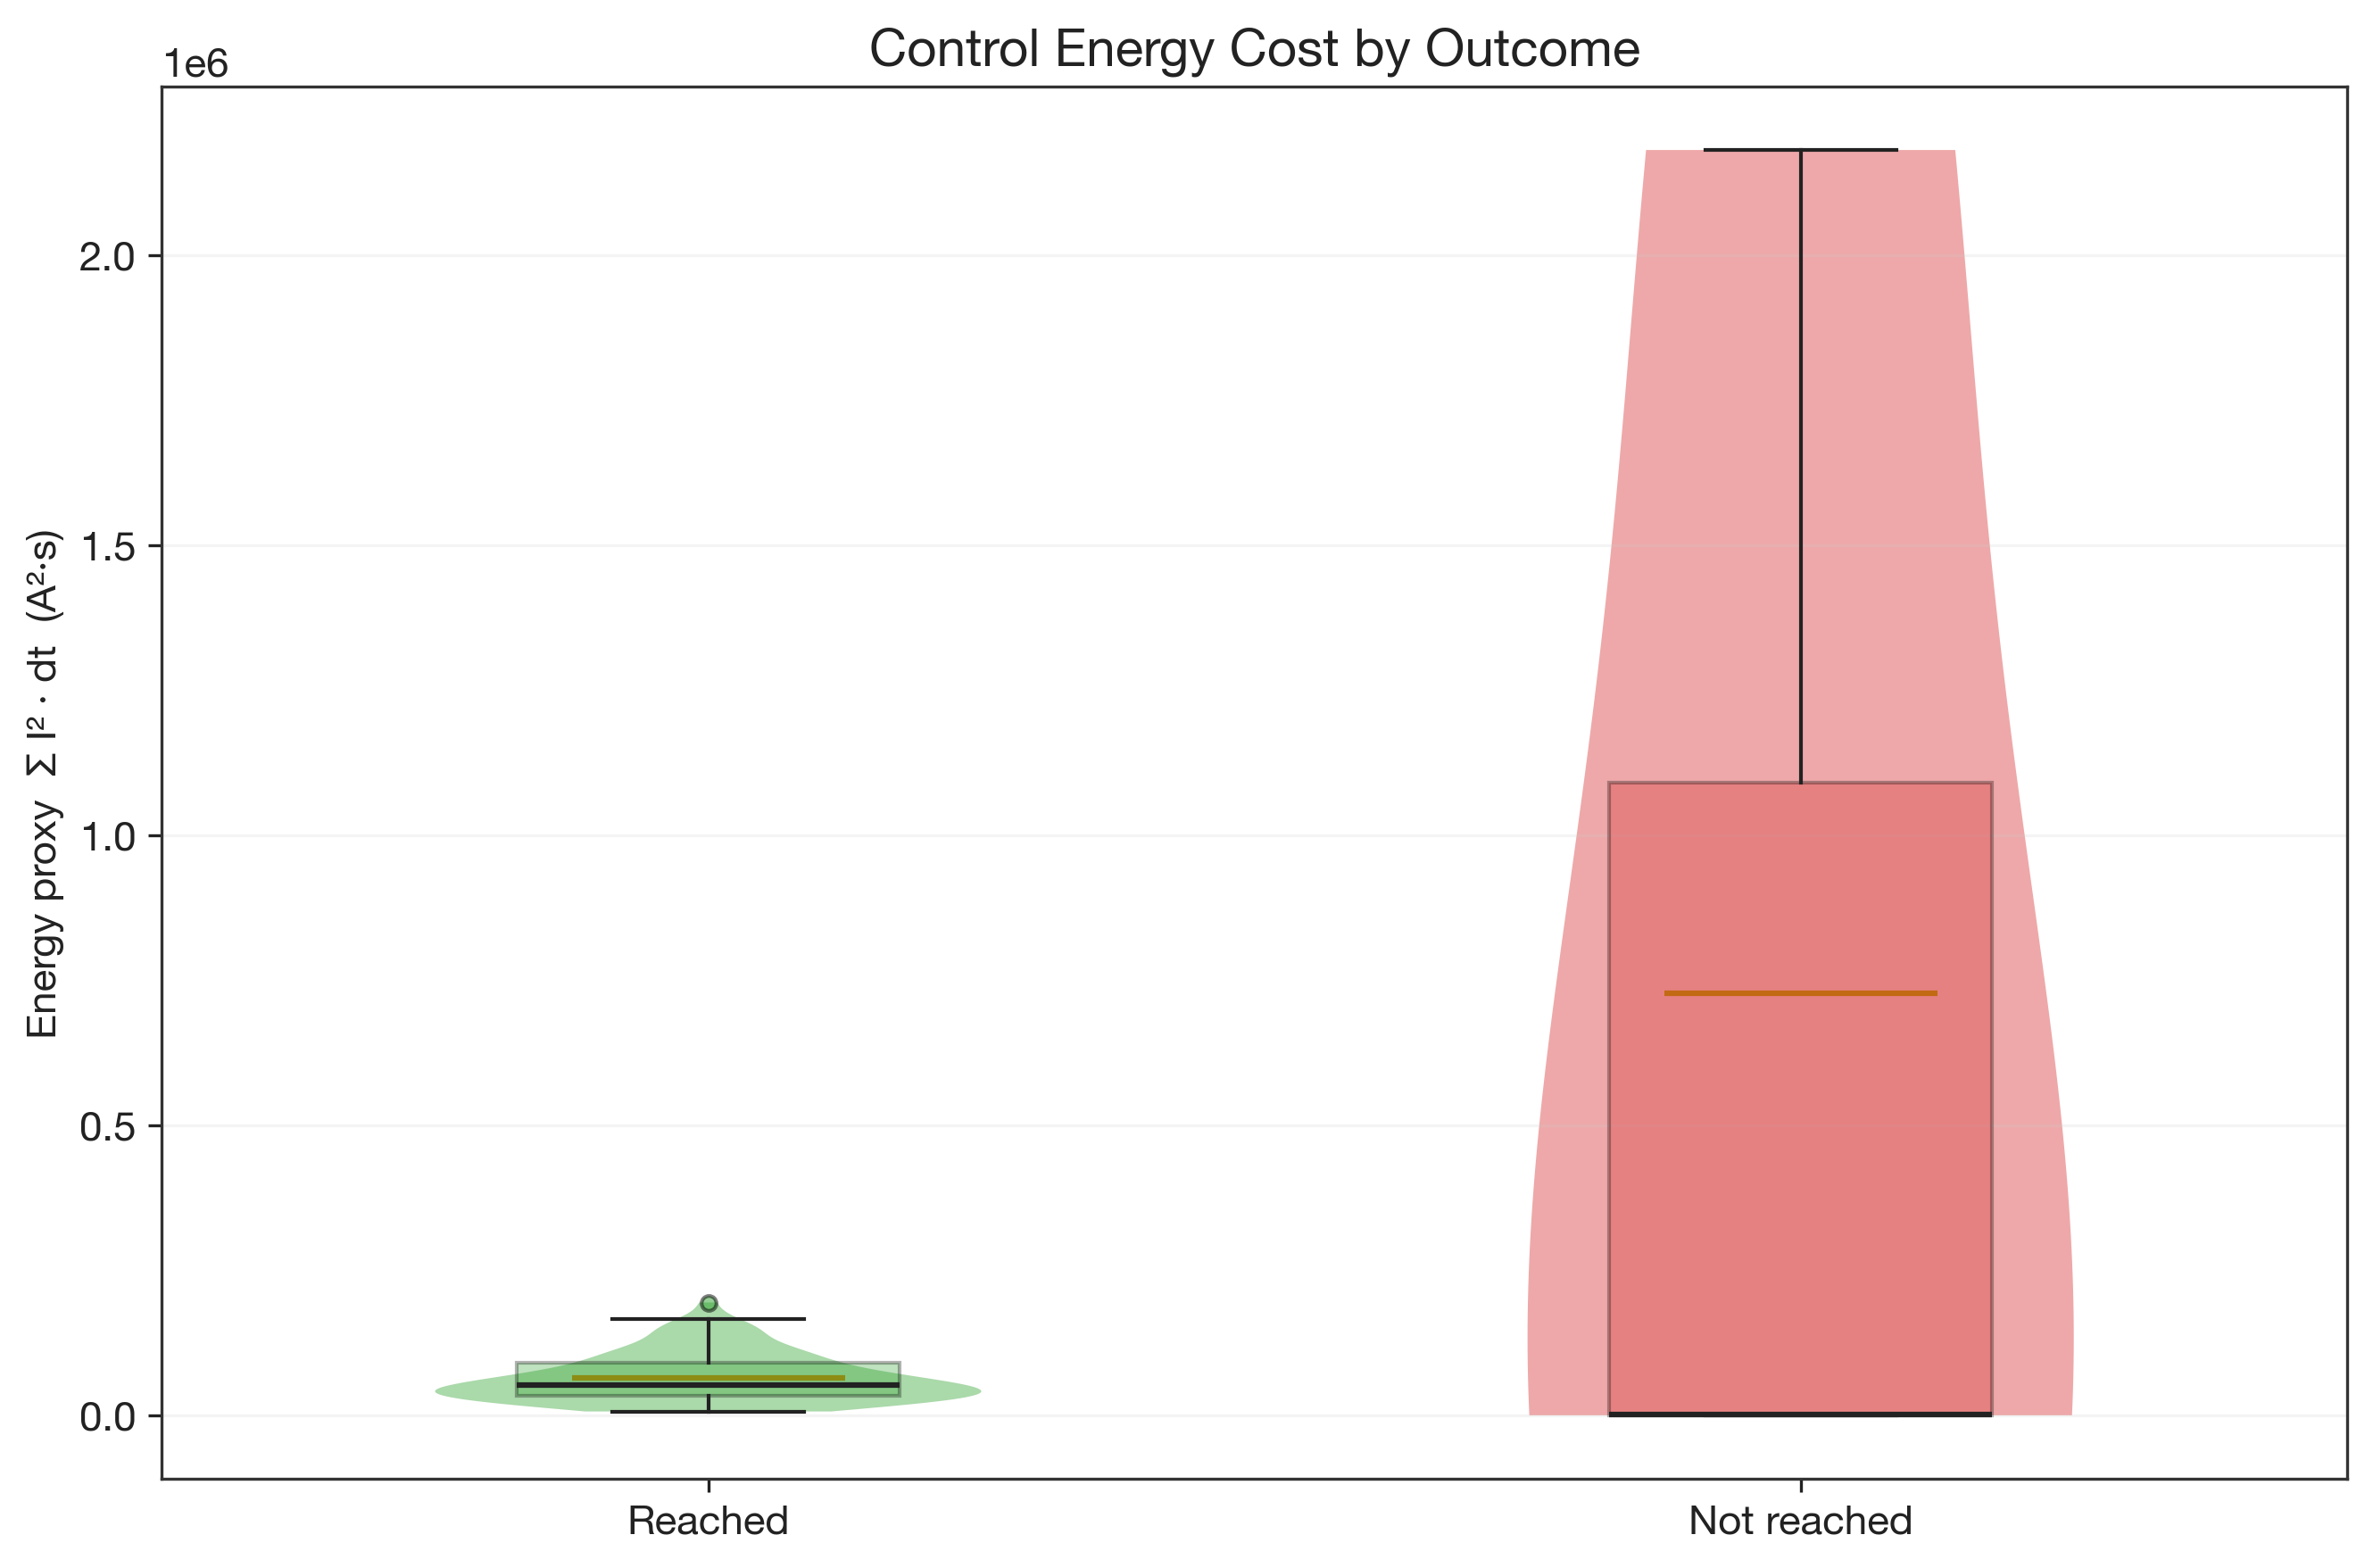 Control Energy Cost by Outcome
1e6
2.0
1.5
1.0
0.5
0.0
Energy proxy Σ I² · dt (A²·s)
Reached
Not reached